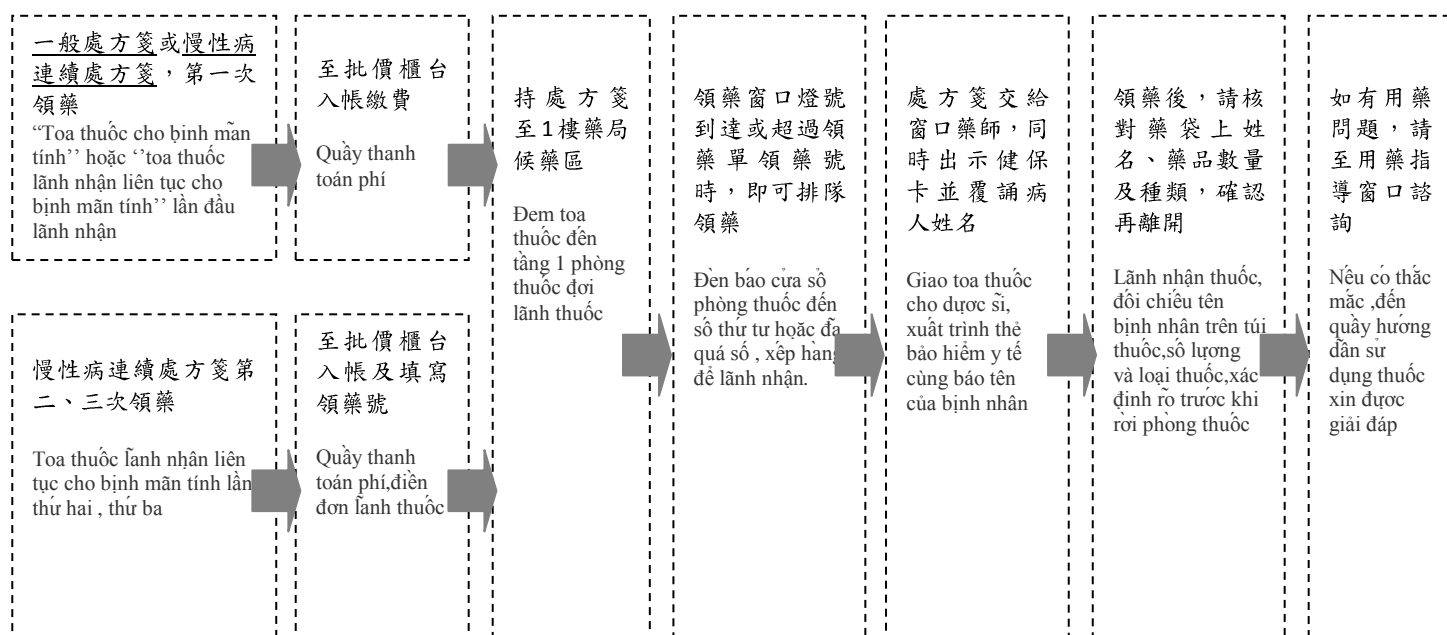 一般處方箋或慢性病
連續處方箋，第一次
領藥
“Toa thuốc cho bịnh mãn
tính’’ hoặc ‘’toa thuốc
lãnh nhận liên tục cho
bịnh mãn tính’’ lần đầu
lãnh nhận
至批價櫃台
入帳繳費
Quầy thanh
toán phí
慢性病連續處方箋第
二、三次領藥
Toa thuốc lãnh nhận liên
tục cho bịnh mãn tính lần
thứ hai , thứ ba
至批價櫃台
入帳及填寫
領藥號
Quầy thanh
toán phí,điền
đơn lãnh thuốc
持處方箋
至1樓藥局
候藥區
Đem toa
thuốc đến
tầng 1 phòng
thuốc đợi
lãnh thuốc
領藥窗口燈號
到達或超過領
藥單領藥號
時，即可排隊
領藥
Đèn báo cửa sổ
phòng thuốc đến
số thứ tư hoặc đã
quá số , xếp hàng
để lãnh nhận.
處方箋交給
窗口藥師，同
時出示健保
卡並覆誦病
人姓名
Giao toa thuốc
cho dược sĩ,
xuất trình thẻ
bảo hiểm y tế
cùng báo tên
của bịnh nhân
領藥後，請核
對藥袋上姓
名、藥品數量
及種類，確認
再離開
Lãnh nhận thuốc,
đối chiếu tên
bịnh nhân trên túi
thuốc,số lượng
và loại thuốc,xác
định rõ trước khi
rời phòng thuốc
如有用藥
問題，請
至用藥指
導窗口諮
詢
Nếu có thắc
mắc ,đến
quầy hướng
dẫn sử
dụng thuốc
xin được
giải đáp